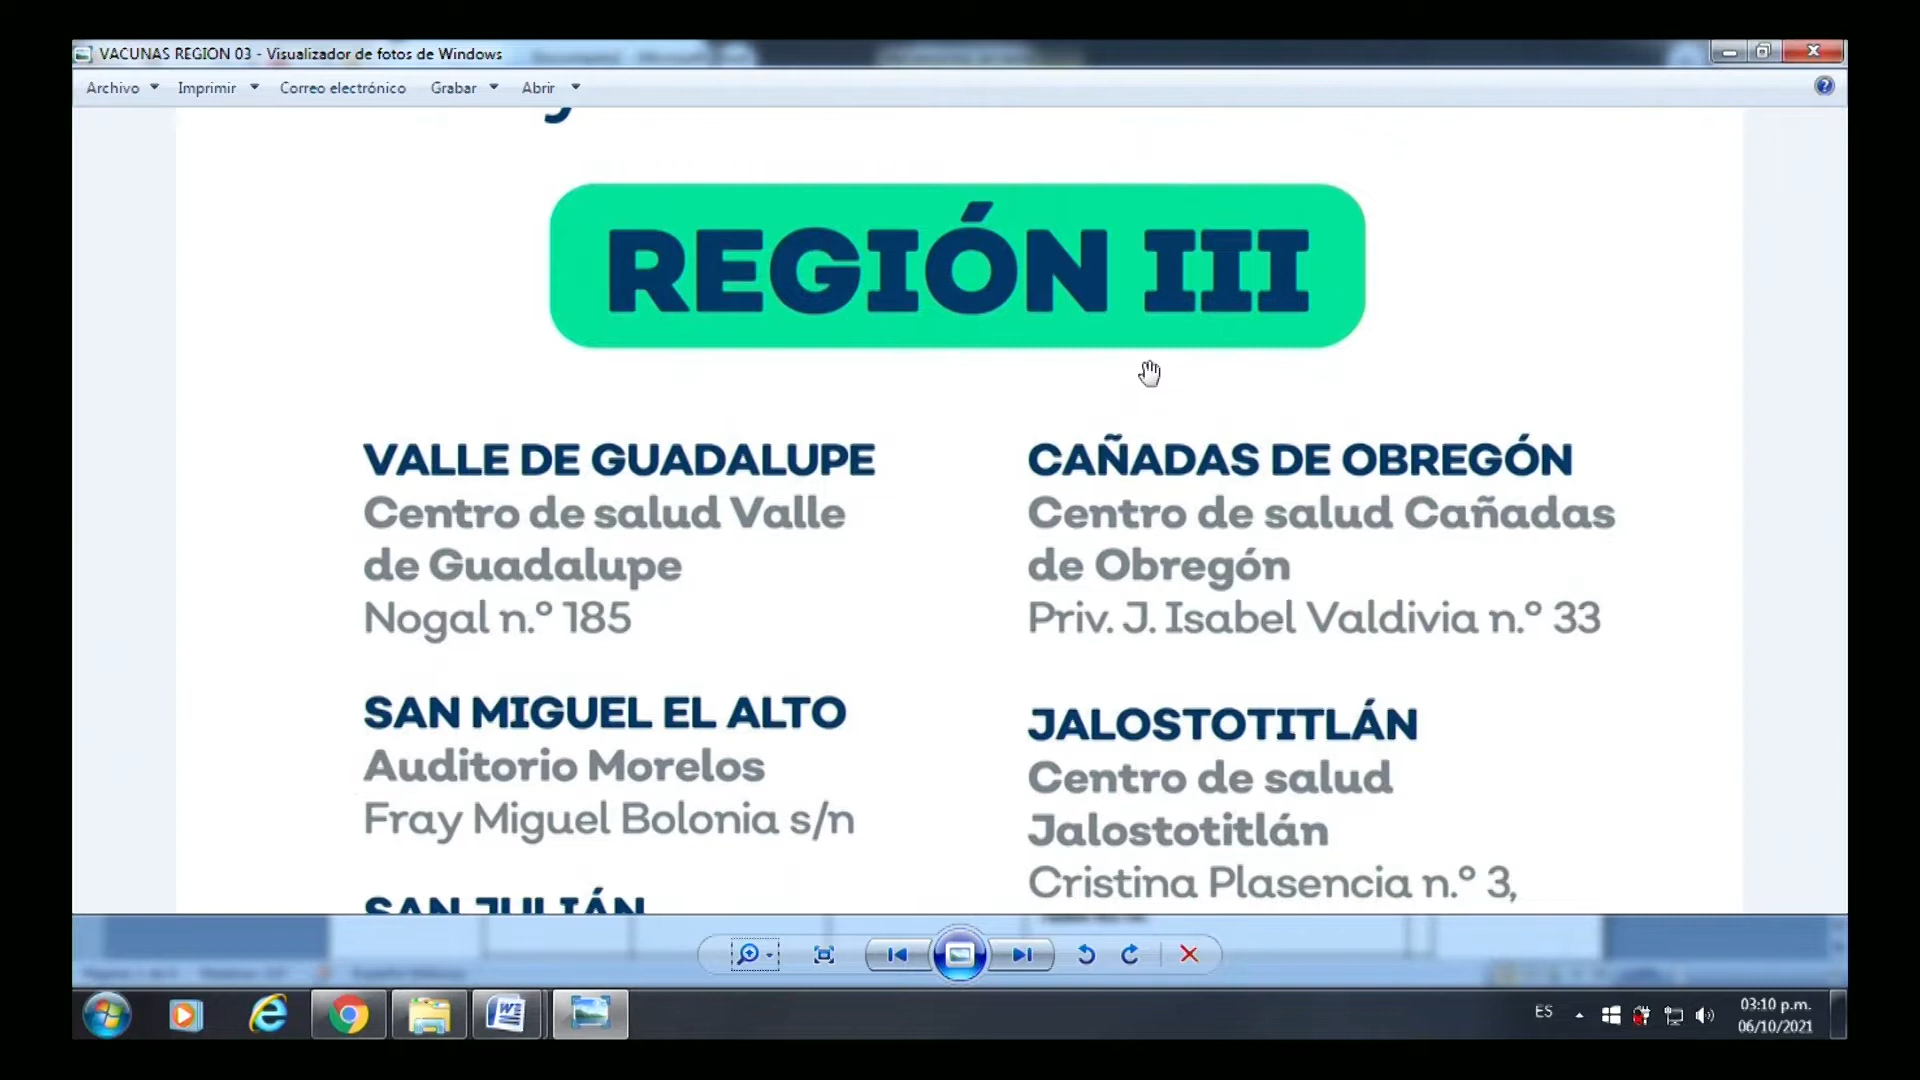 VACUNAS REGION 03 - Visualizador de fotos de Windows
Archivo Imprimir Correo electrónico Grabar Abrir
REGIÓN III
VALLE DE GUADALUPE
Centro de salud Valle
de Guadalupe
Nogal n.º 185
SAN MIGUEL EL ALTO
Auditorio Morelos
Fray Miguel Bolonia s/n
SAN JULIÁN
CAÑADAS DE OBREGÓN
Centro de salud Cañadas
de Obregón
Priv. J. Isabel Valdivia n.º 33
JALOSTOTITLÁN
Centro de salud
Jalostotitlán
Cristina Plasencia n.º 3,
ES
03:10 p.m.
06/10/2021